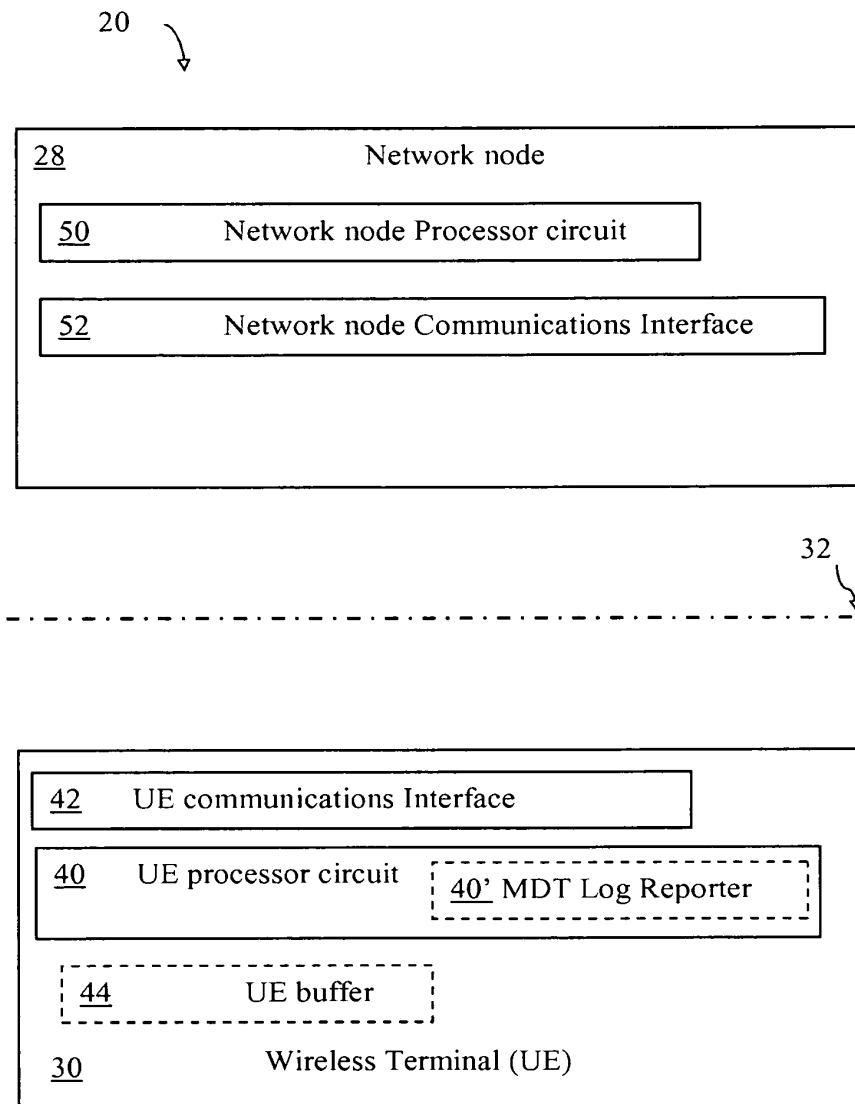 20
28 Network node
50 Network node Processor circuit
52 Network node Communications Interface
32
42 UE communications Interface
40 UE processor circuit 40’ MDT Log Reporter
44 UE buffer
30 Wireless Terminal (UE)